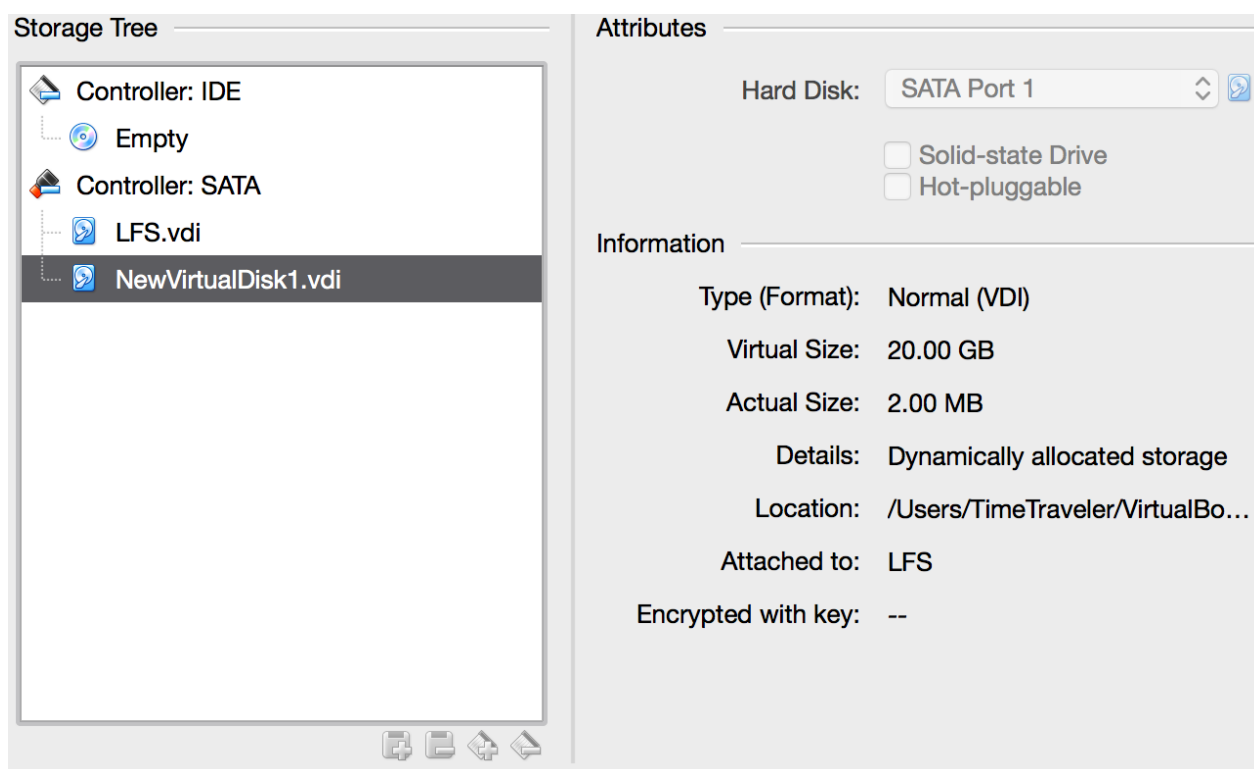 Storage Tree
Controller: IDE
Empty
Controller: SATA
LFS.vdi
NewVirtualDisk1.vdi
Attributes
Hard Disk: SATA Port 1
Solid-state Drive
Hot-pluggable
Information
Type (Format): Normal (VDI)
Virtual Size: 20.00 GB
Actual Size: 2.00 MB
Details: Dynamically allocated storage
Location: /Users/TimeTraveler/VirtualBo...
Attached to: LFS
Encrypted with key: --